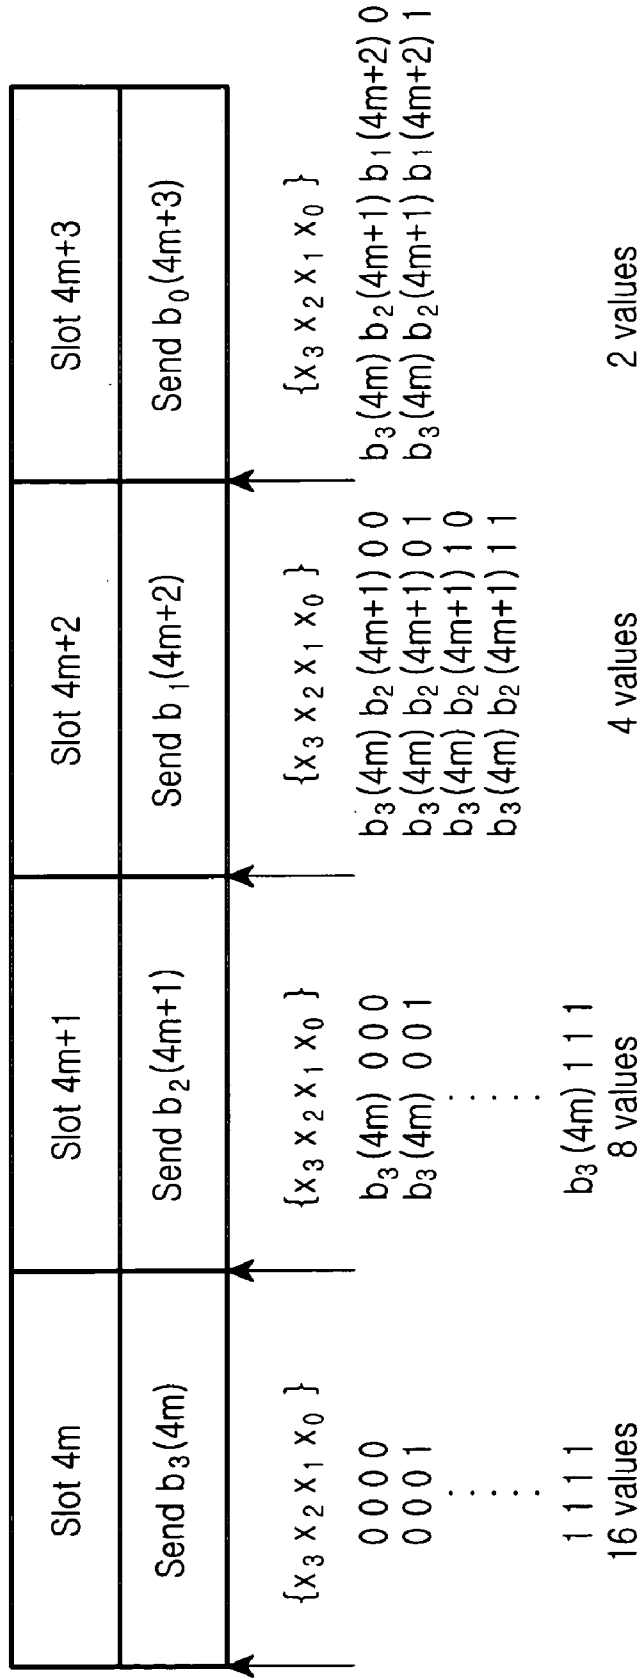 Slot 4m
Slot 4m+1
Slot 4m+2
Slot 4m+3
Send b₃(4m)
Send b₂(4m+1)
Send b₁(4m+2)
Send b₀(4m+3)
{x₃ x₂ x₁ x₀ }
0 0 0 0
0 0 0 1
. . . . .
1 1 1 1
16 values
{x₃ x₂ x₁ x₀ }
b₃(4m) 0 0 0
b₃(4m) 0 0 1
. . . . .
b₃(4m) 1 1 1
8 values
{x₃ x₂ x₁ x₀ }
b₃(4m) b₂(4m+1) 0 0
b₃(4m) b₂(4m+1) 0 1
b₃(4m) b₂(4m+1) 1 0
b₃(4m) b₂(4m+1) 1 1
4 values
{x₃ x₂ x₁ x₀ }
b₃(4m) b₂(4m+1) b₁(4m+2) 0
b₃(4m) b₂(4m+1) b₁(4m+2) 1
2 values